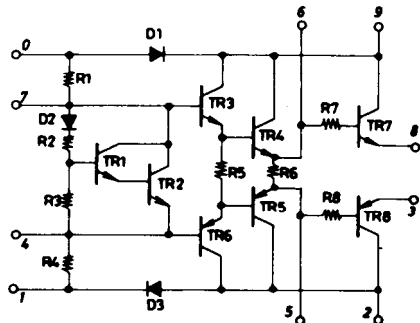 6 9
0 D1
R1
7 TR3
D2 R7 8
R2 TR4 TR7
TR1
TR2 R5 R6
R3 R8 3
TR5
4 TR6 TR8
R4
1 D3
5 2